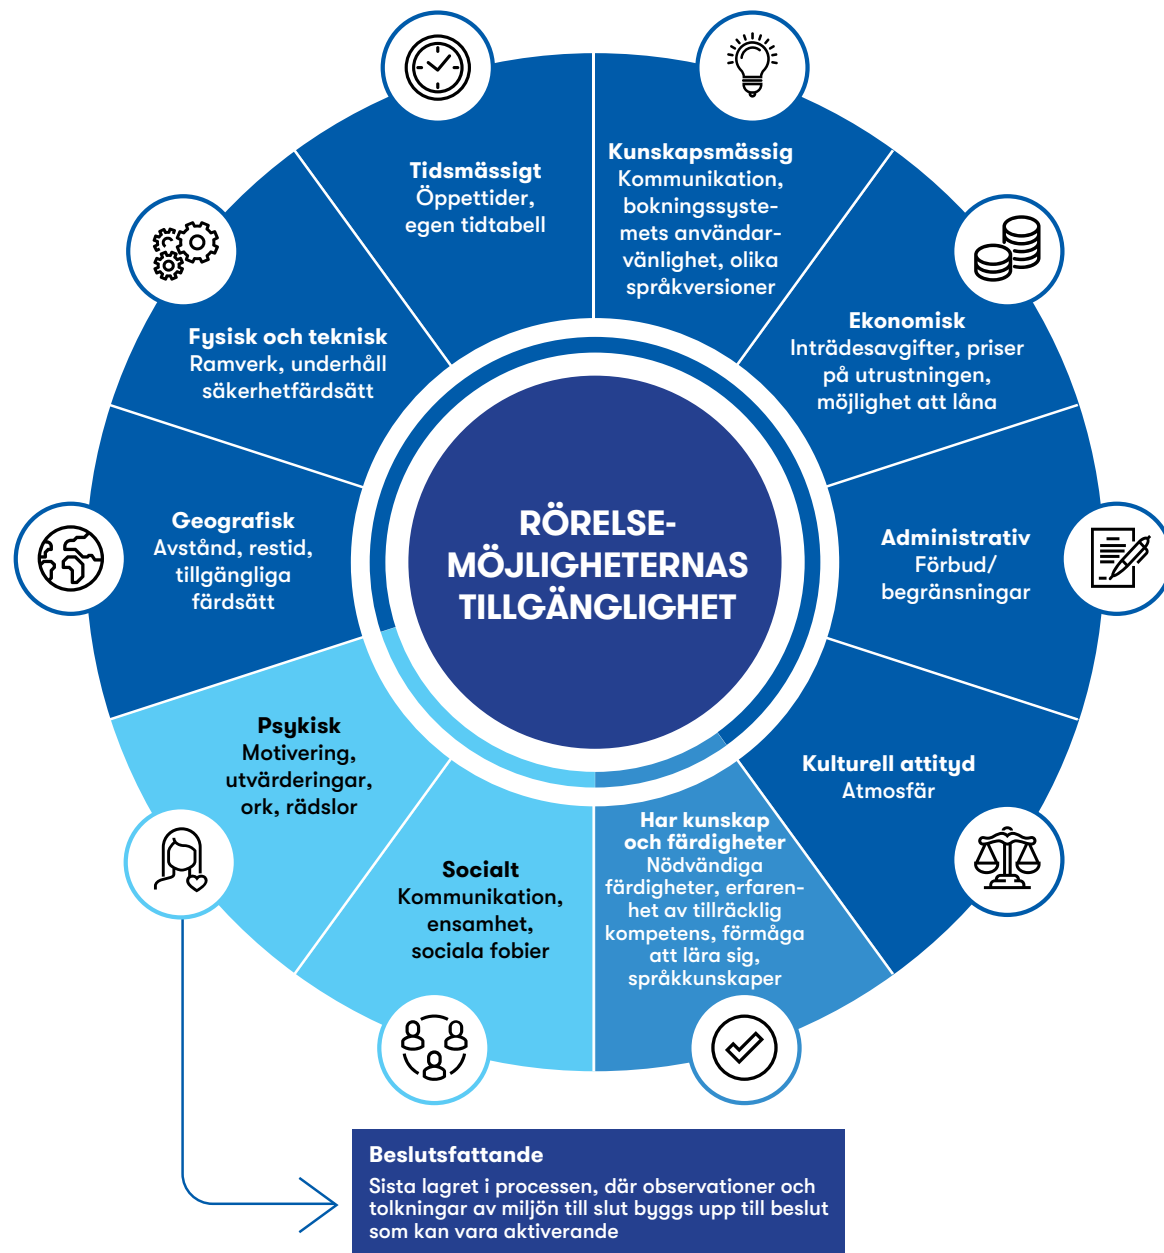 Tidsmässigt
Öppettider,
egen tidtabell
Kunskapsmässig
Kommunikation,
bokningssyste-
mets användar-
vänlighet, olika
språkversioner
Ekonomisk
Inträdesavgifter, priser
på utrustningen,
möjlighet att låna
Administrativ
Förbud/
begränsningar
Kulturell attityd
Atmosfär
Har kunskap
och färdigheter
Nödvändiga
färdigheter, erfaren-
het av tillräcklig
kompetens, förmåga
att lära sig,
språkkunskaper
Socialt
Kommunikation,
ensamhet,
sociala fobier
Psykisk
Motivering,
utvärderingar,
ork, rädslor
Geografisk
Avstånd, restid,
tillgängliga
färdsätt
Fysisk och teknisk
Ramverk, underhåll
säkerhetfärdsätt
RÖRELSE-
MÖJLIGHETERNAS
TILLGÄNGLIGHET
Beslutsfattande
Sista lagret i processen, där observationer och
tolkningar av miljön till slut byggs upp till beslut
som kan vara aktiverande